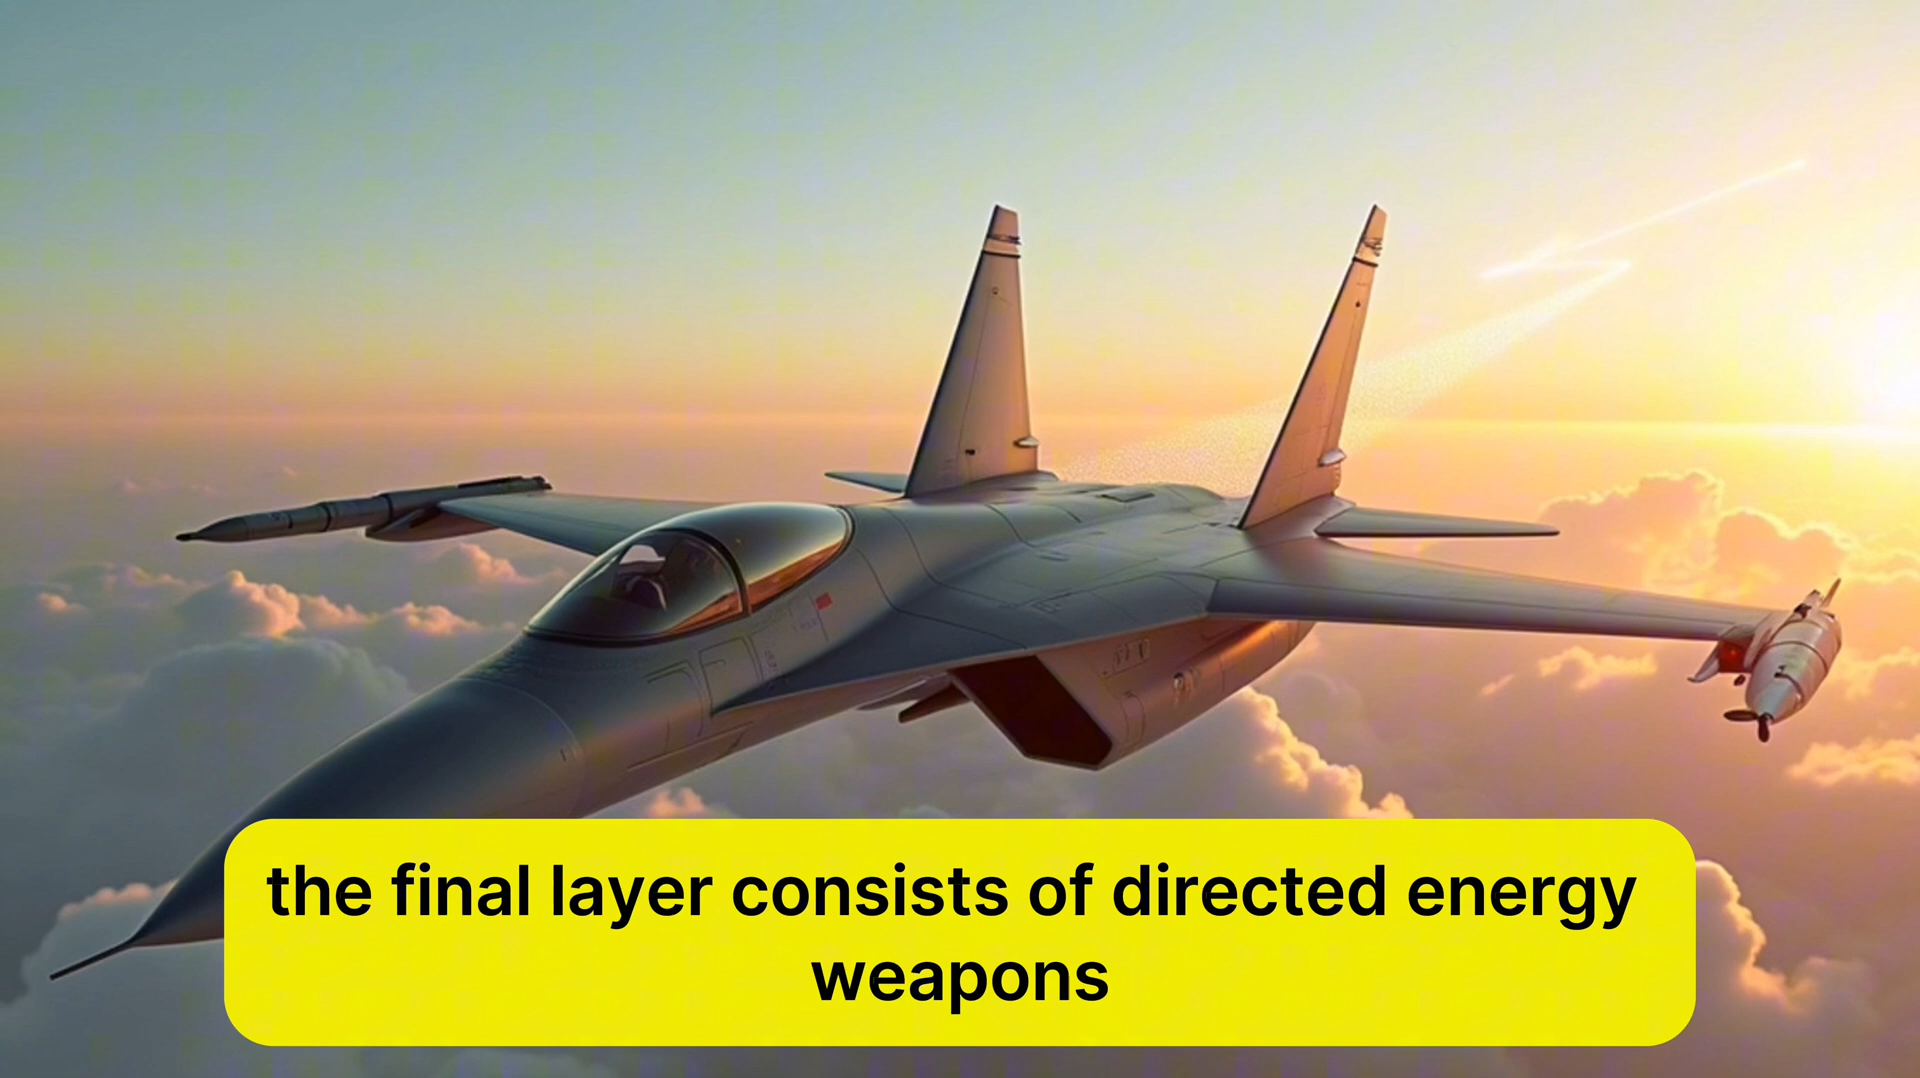 the final layer consists of directed energy
weapons